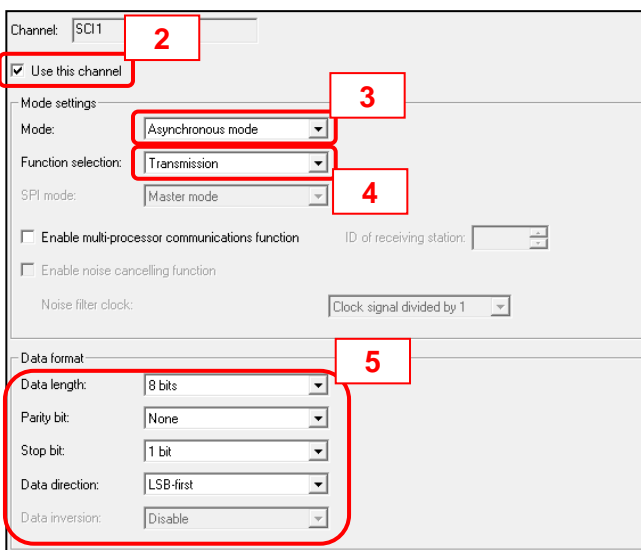 Channel: SCI1
2
Use this channel
Mode settings
3
Mode: Asynchronous mode
Function selection: Transmission
4
SPI mode: Master mode
Enable multi-processor communications function ID of receiving station:
Enable noise cancelling function
Noise filter clock: Clock signal divided by 1
Data format
5
Data length: 8 bits
Parity bit: None
Stop bit: 1 bit
Data direction: LSB-first
Data inversion: Disable